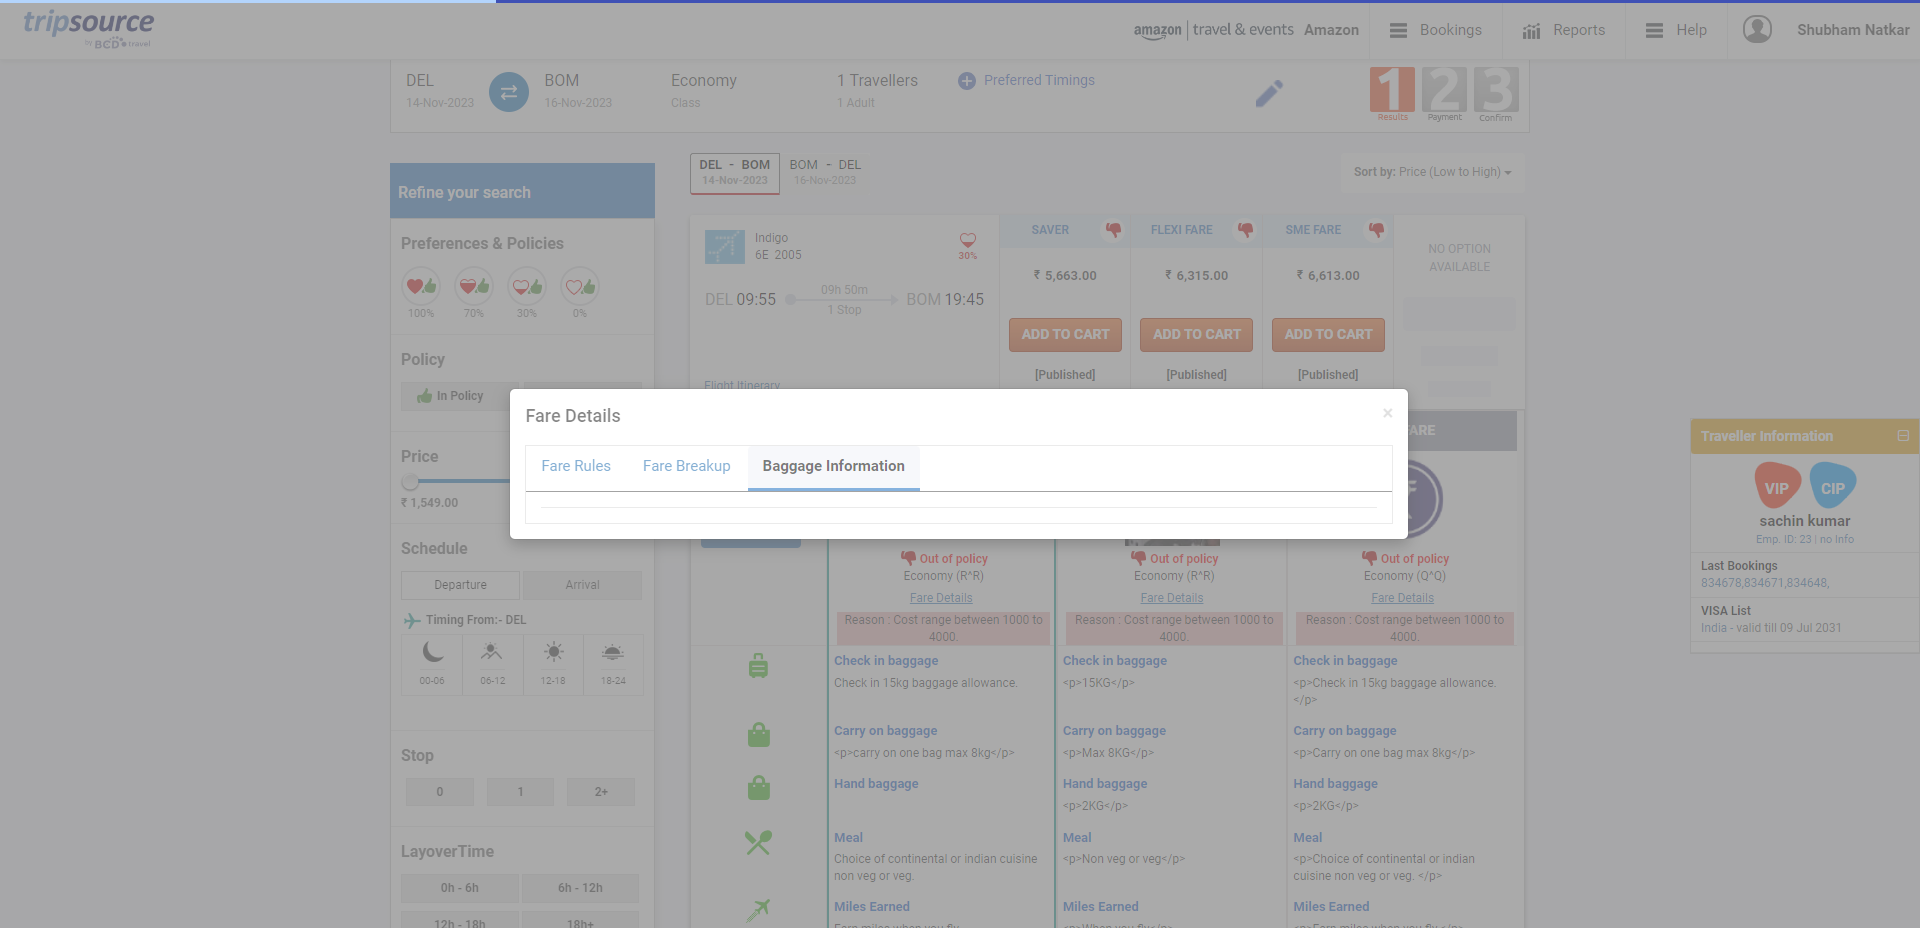 tripsource
BY BCD travel
amazon | travel & events Amazon
Bookings
Reports
Help
Shubham Natkar
DEL BOM Economy 1 Travellers Preferred Timings
14-Nov-2023 16-Nov-2023 Class 1 Adult
1 2 3
Results Payment Confirm
Refine your search
Preferences & Policies
100% 70% 30% 0%
Policy
In Policy
Price
₹ 1,549.00
Schedule
Departure Arrival
Timing From:- DEL
00-06 06-12 12-18 18-24
Stop
0 1 2+
LayoverTime
0h - 6h 6h - 12h
12h - 18h 18h+
DEL - BOM BOM - DEL
14-Nov-2023 16-Nov-2023
Sort by: Price (Low to High)
Indigo
6E 2005
30%
DEL 09:55 09h 50m BOM 19:45
1 Stop
Flight Itinerary
SAVER FLEXI FARE SME FARE
₹ 5,663.00 ₹ 6,315.00 ₹ 6,613.00
ADD TO CART ADD TO CART ADD TO CART
[Published] [Published] [Published]
NO OPTION
AVAILABLE
Fare Details ×
Fare Rules Fare Breakup Baggage Information
FARE
Out of policy Out of policy Out of policy
Economy (R^R) Economy (R^R) Economy (Q^Q)
Fare Details Fare Details Fare Details
Reason : Cost range between 1000 to
4000.
Reason : Cost range between 1000 to
4000.
Reason : Cost range between 1000 to
4000.
Check in baggage Check in baggage Check in baggage
Check in 15kg baggage allowance. <p>15KG</p> <p>Check in 15kg baggage allowance.
</p>
Carry on baggage Carry on baggage Carry on baggage
<p>carry on one bag max 8kg</p> <p>Max 8KG</p> <p>Carry on one bag max 8kg</p>
Hand baggage Hand baggage Hand baggage
<p>2KG</p> <p>2KG</p>
Meal Meal Meal
Choice of continental or indian cuisine
non veg or veg.
<p>Non veg or veg</p>
<p>Choice of continental or indian
cuisine non veg or veg. </p>
Miles Earned Miles Earned Miles Earned
Traveller Information
VIP CIP
sachin kumar
Emp. ID: 23 | no Info
Last Bookings
834678,834671,834648,
VISA List
India - valid till 09 Jul 2031